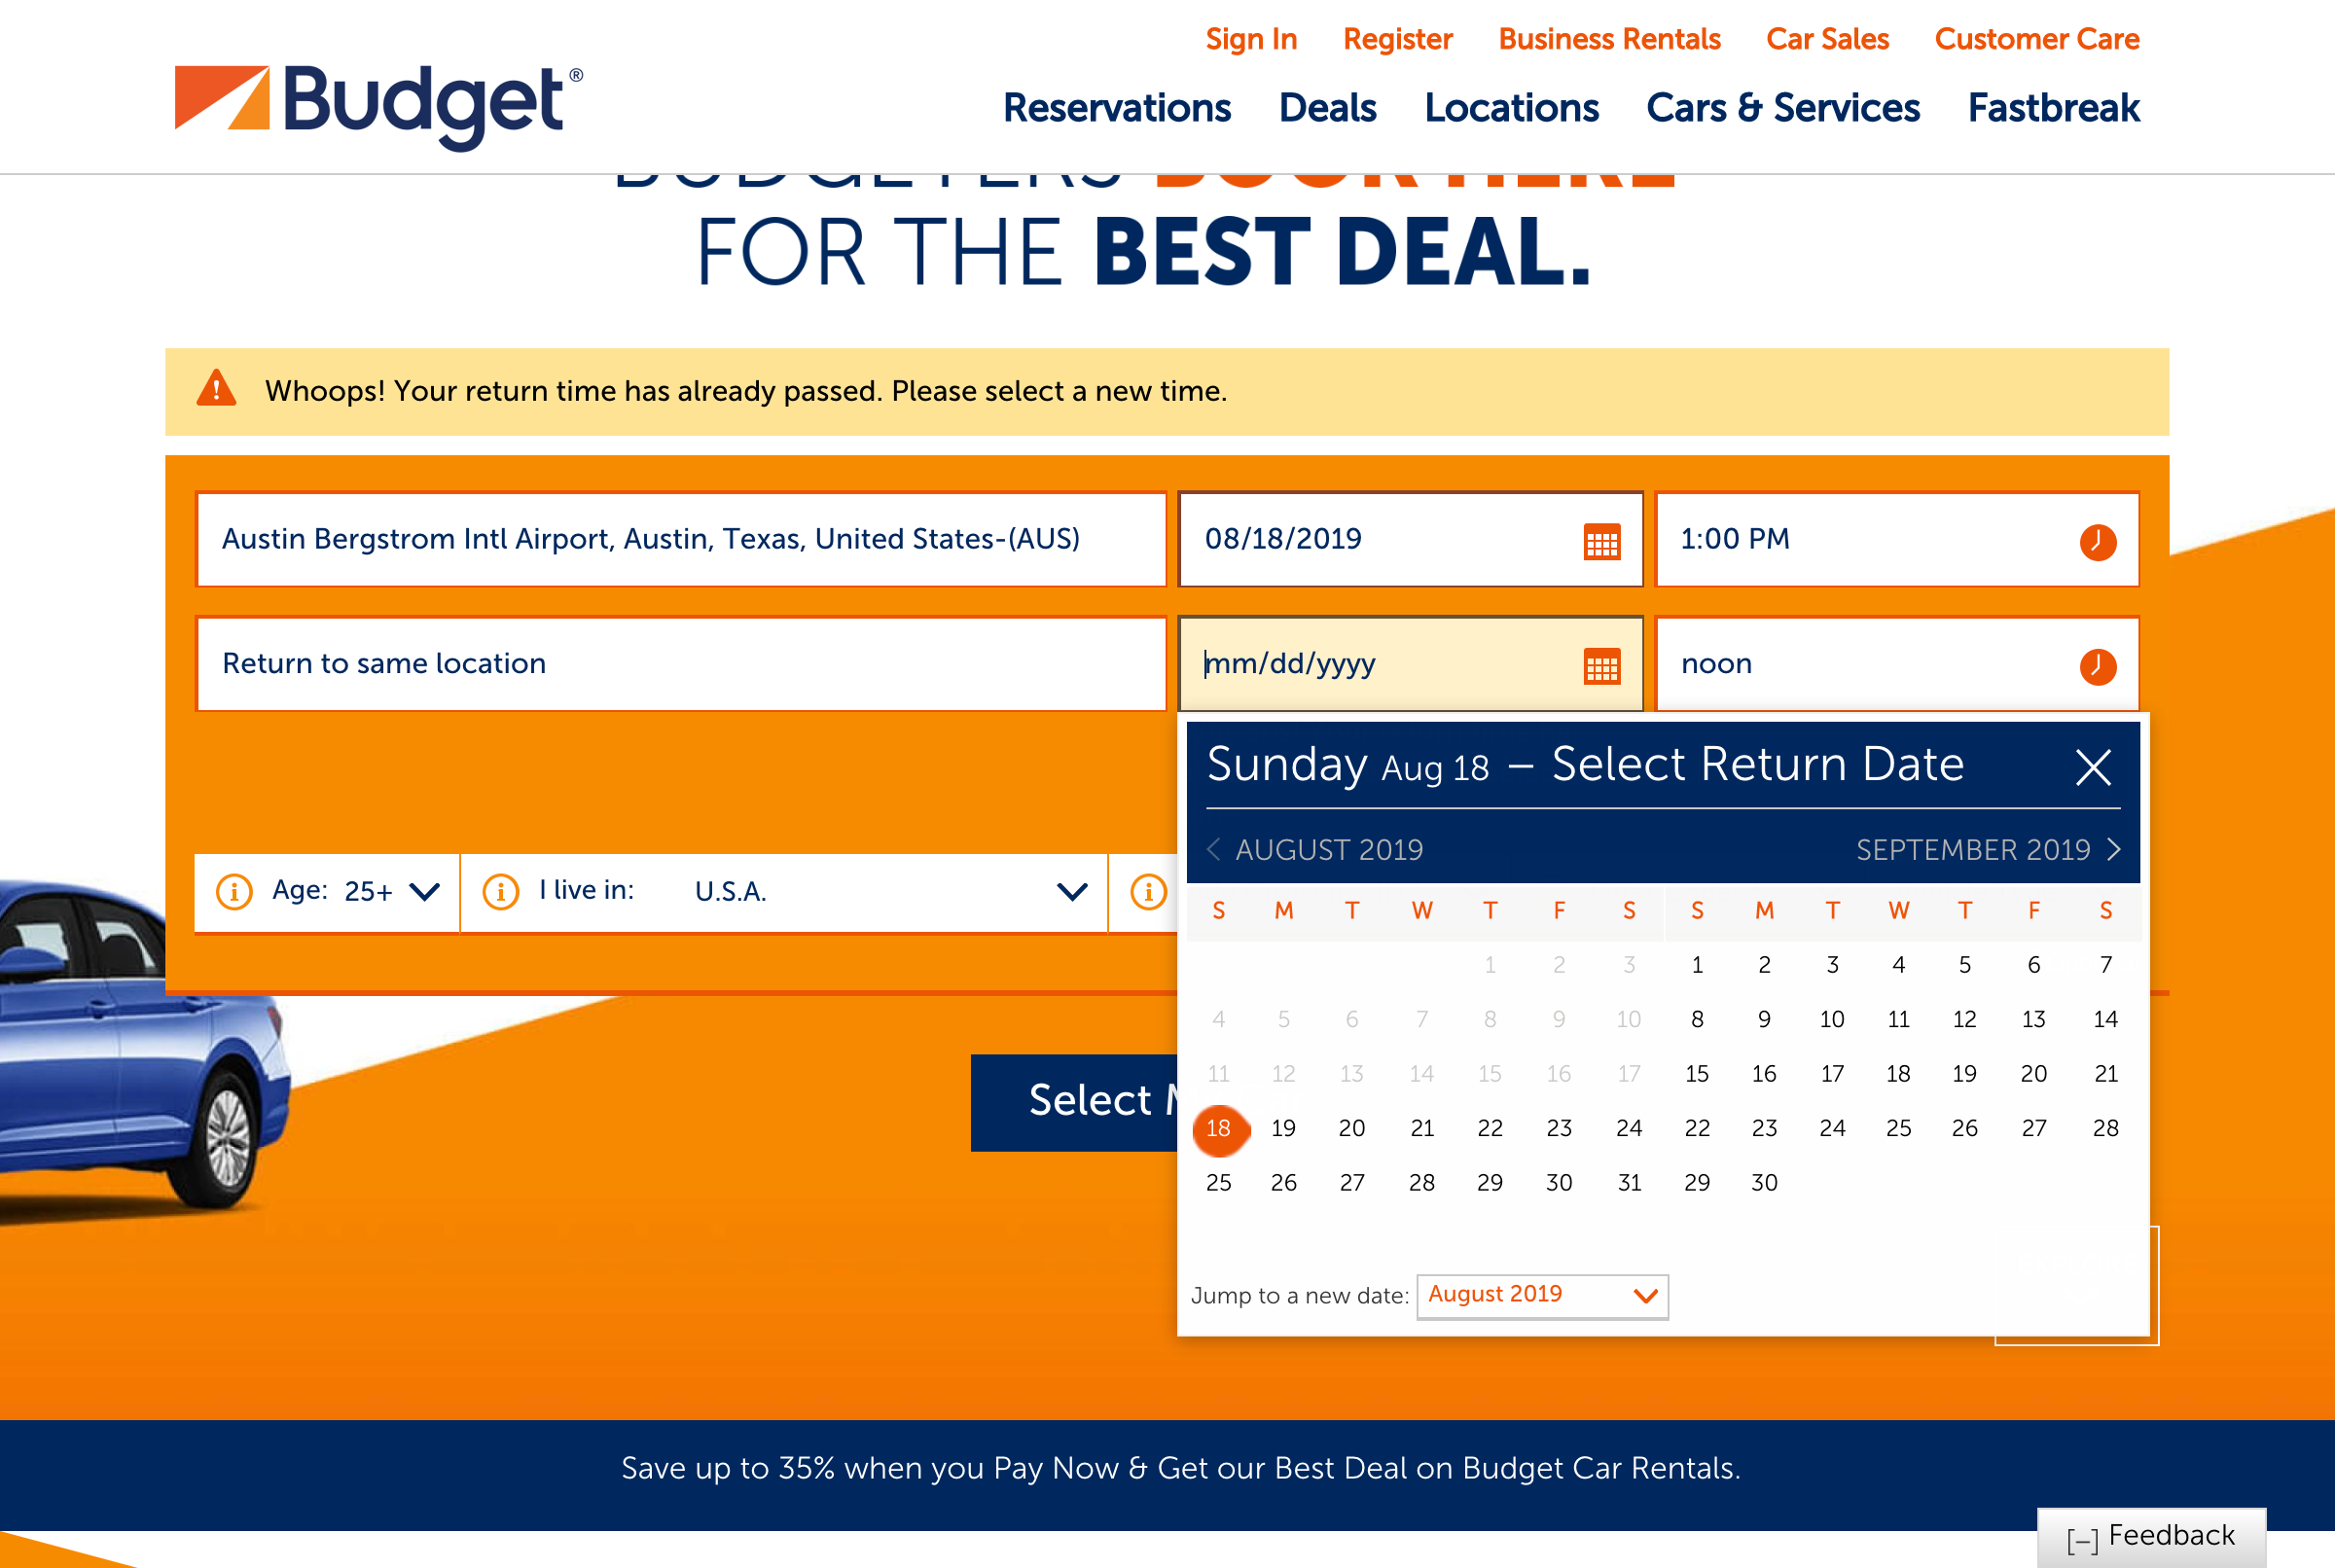 Sign In Register Business Rentals Car Sales Customer Care
Budget®
Reservations Deals Locations Cars & Services Fastbreak
BOOK HERE
FOR THE BEST DEAL.
Whoops! Your return time has already passed. Please select a new time.
Austin Bergstrom Intl Airport, Austin, Texas, United States-(AUS) 08/18/2019 1:00 PM
Return to same location mm/dd/yyyy noon
Sunday Aug 18 – Select Return Date
AUGUST 2019 SEPTEMBER 2019
Age: 25+ I live in: U.S.A.
S M T W T F S S M T W T F S
1 2 3 1 2 3 4 5 6 7
4 5 6 7 8 9 10 8 9 10 11 12 13 14
11 12 13 14 15 16 17 15 16 17 18 19 20 21
Select
18 19 20 21 22 23 24 22 23 24 25 26 27 28
25 26 27 28 29 30 31 29 30
Jump to a new date: August 2019
Save up to 35% when you Pay Now & Get our Best Deal on Budget Car Rentals.
[–] Feedback